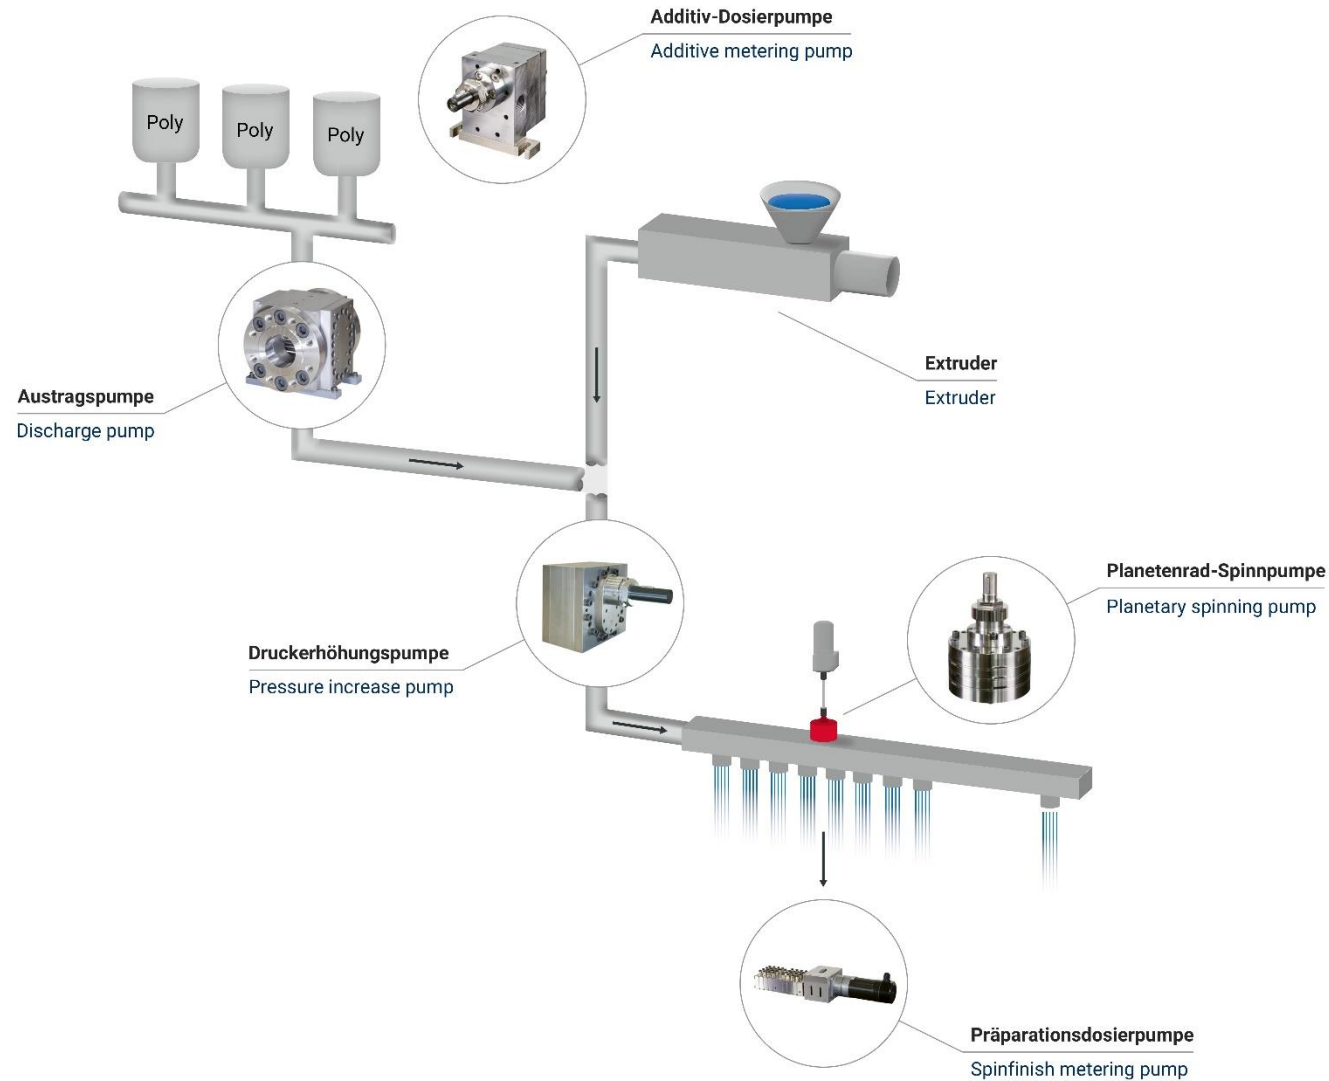 Additiv-Dosierpumpe
Additive metering pump
Poly
Poly
Poly
Extruder
Extruder
Austragspumpe
Discharge pump
Planetenrad-Spinnpumpe
Planetary spinning pump
Druckerhöhungspumpe
Pressure increase pump
Präparationsdosierpumpe
Spinfinish metering pump